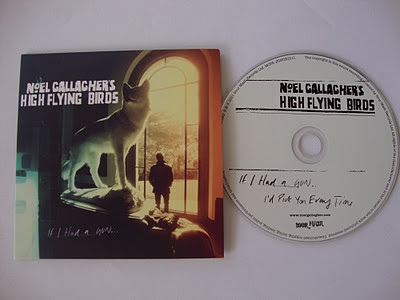 NOEL GALLAGHER'S
HIGH FLYING BIRDS
If I Had a Gun...
NOEL GALLAGHER'S
HIGH FLYING BIRDS
If I Had a Gun..
I'd Pick You Every Time
www.noelgallagher.com